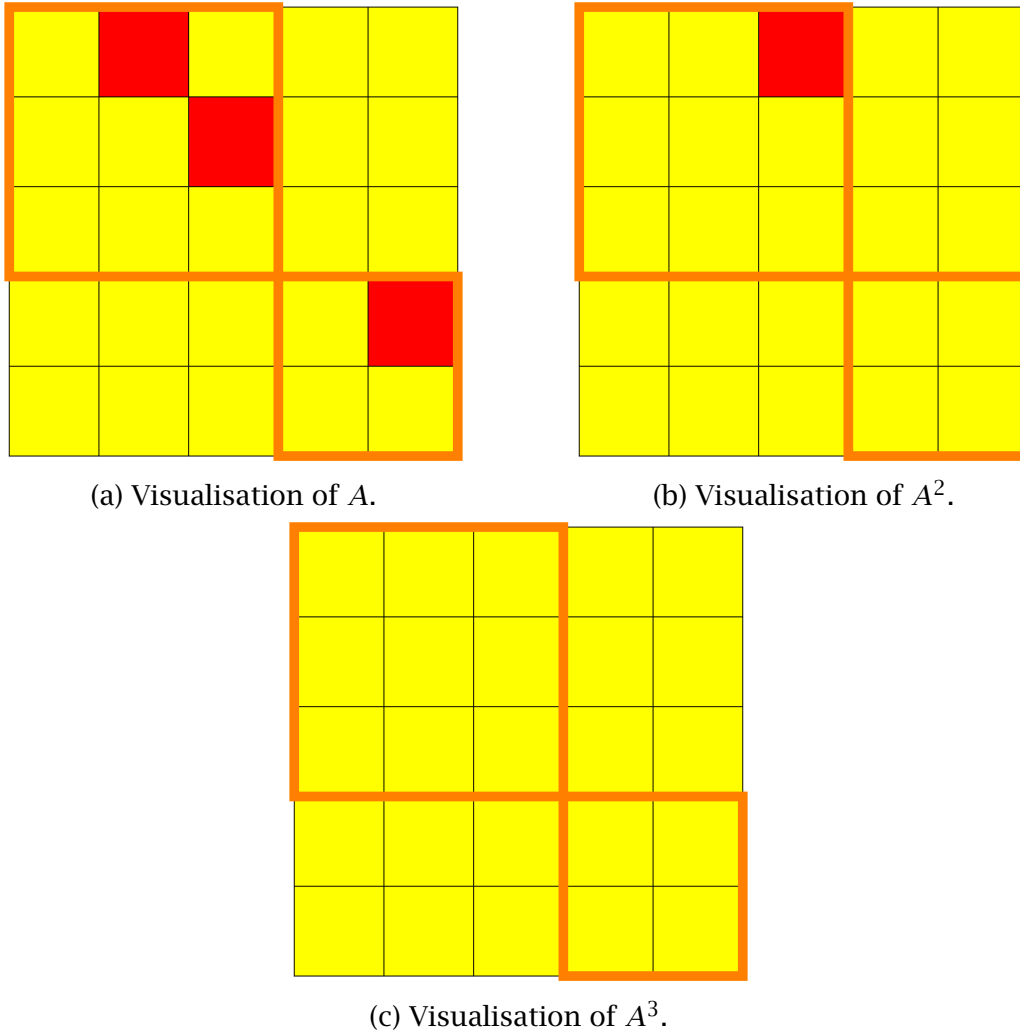 (a) Visualisation of A.
(b) Visualisation of A².
(c) Visualisation of A³.